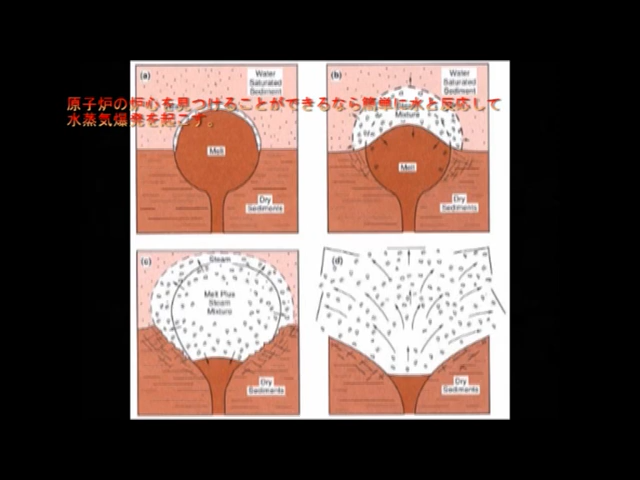 (a)
Water
Saturated
Sediment
原子炉の炉心を見つけることができるなら簡単に水と反応して
水蒸気爆発を起こす。
Melt
Dry
Sediments
(b)
Water
Saturated
Sediment
Mixture
Melt
Dry
Sediments
(c)
Steam
Melt Plus
Steam
Mixture
Dry
Sediments
(d)
Dry
Sediments